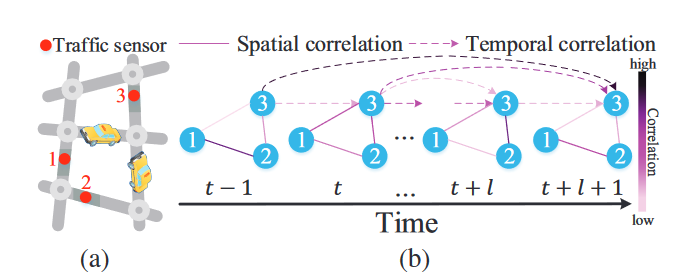 Traffic sensor
Spatial correlation
Temporal correlation
high
3
1
2
3
1
2
3
1
2
...
3
1
2
3
1
2
Correlation
low
t − 1
t
...
t + l
t + l + 1
Time
(a)
(b)